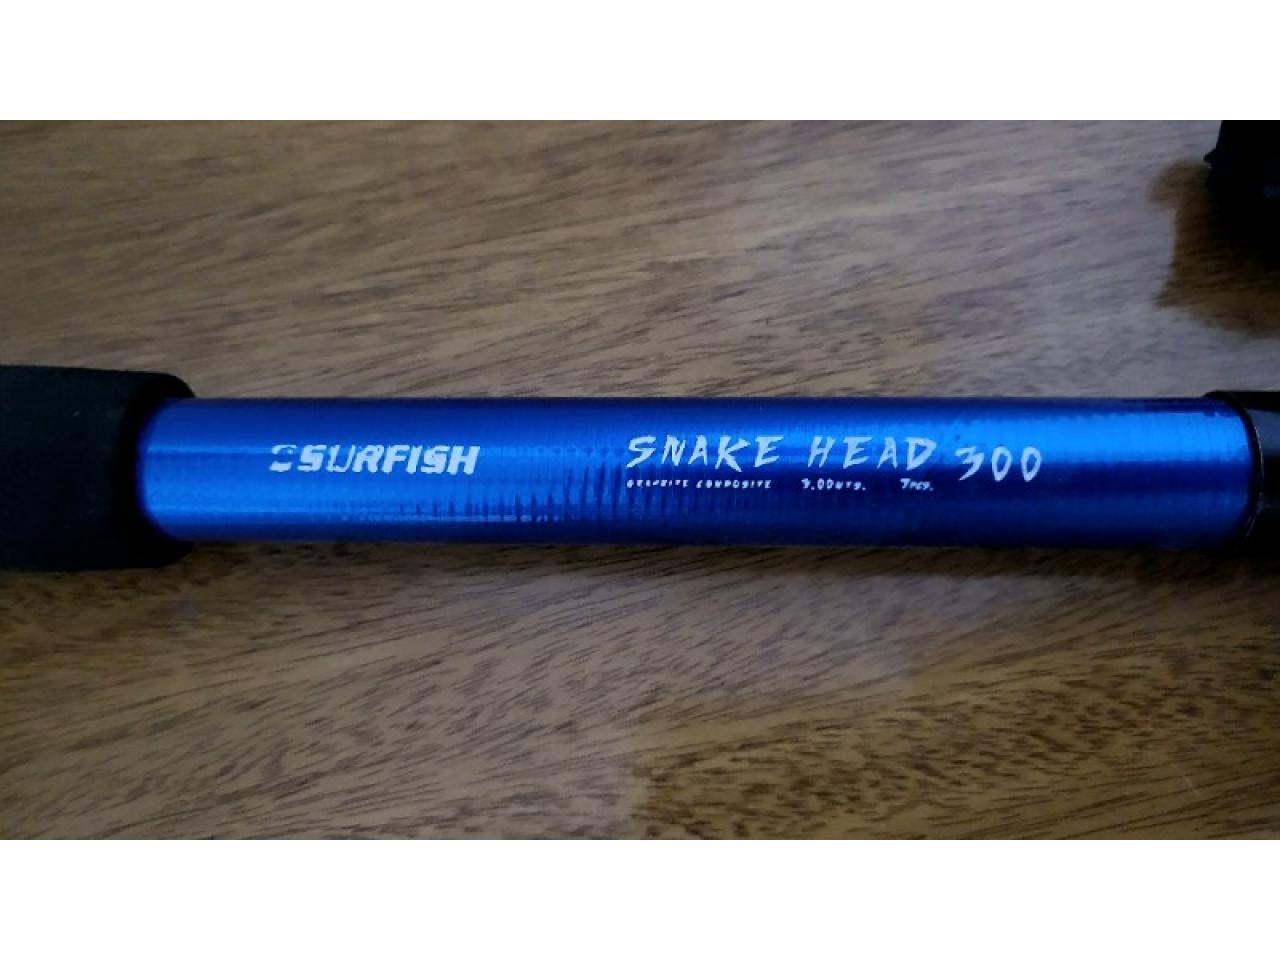 SURFISH
SNAKE HEAD 300
GRAPHITE COMPOSITE 3.00MTS. 7PCS.